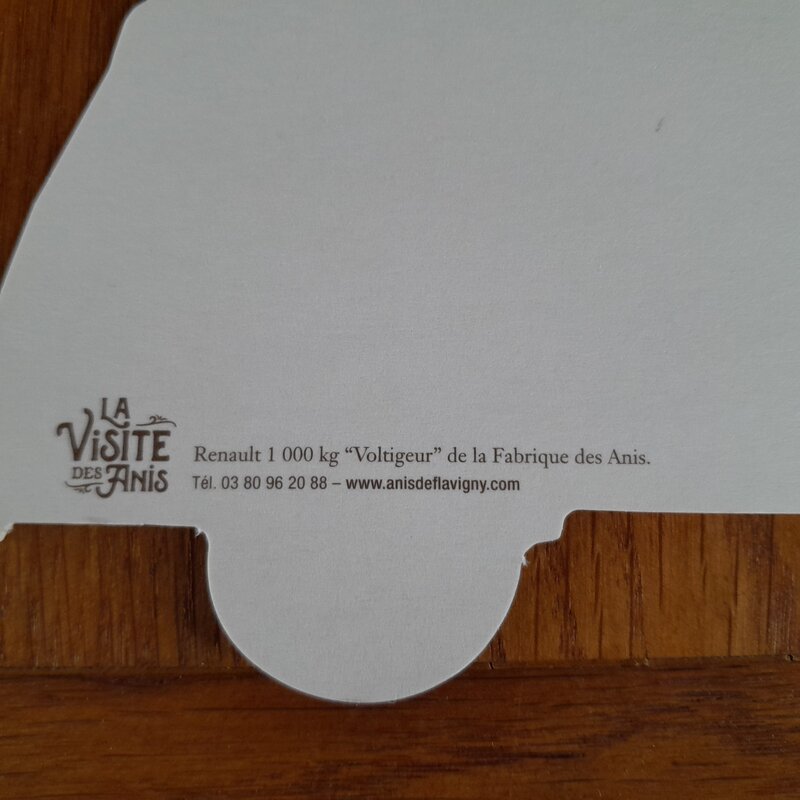 LA
ViSITE
DES ANIS
Renault 1 000 kg “Voltigeur” de la Fabrique des Anis.
Tél. 03 80 96 20 88 – www.anisdeflavigny.com